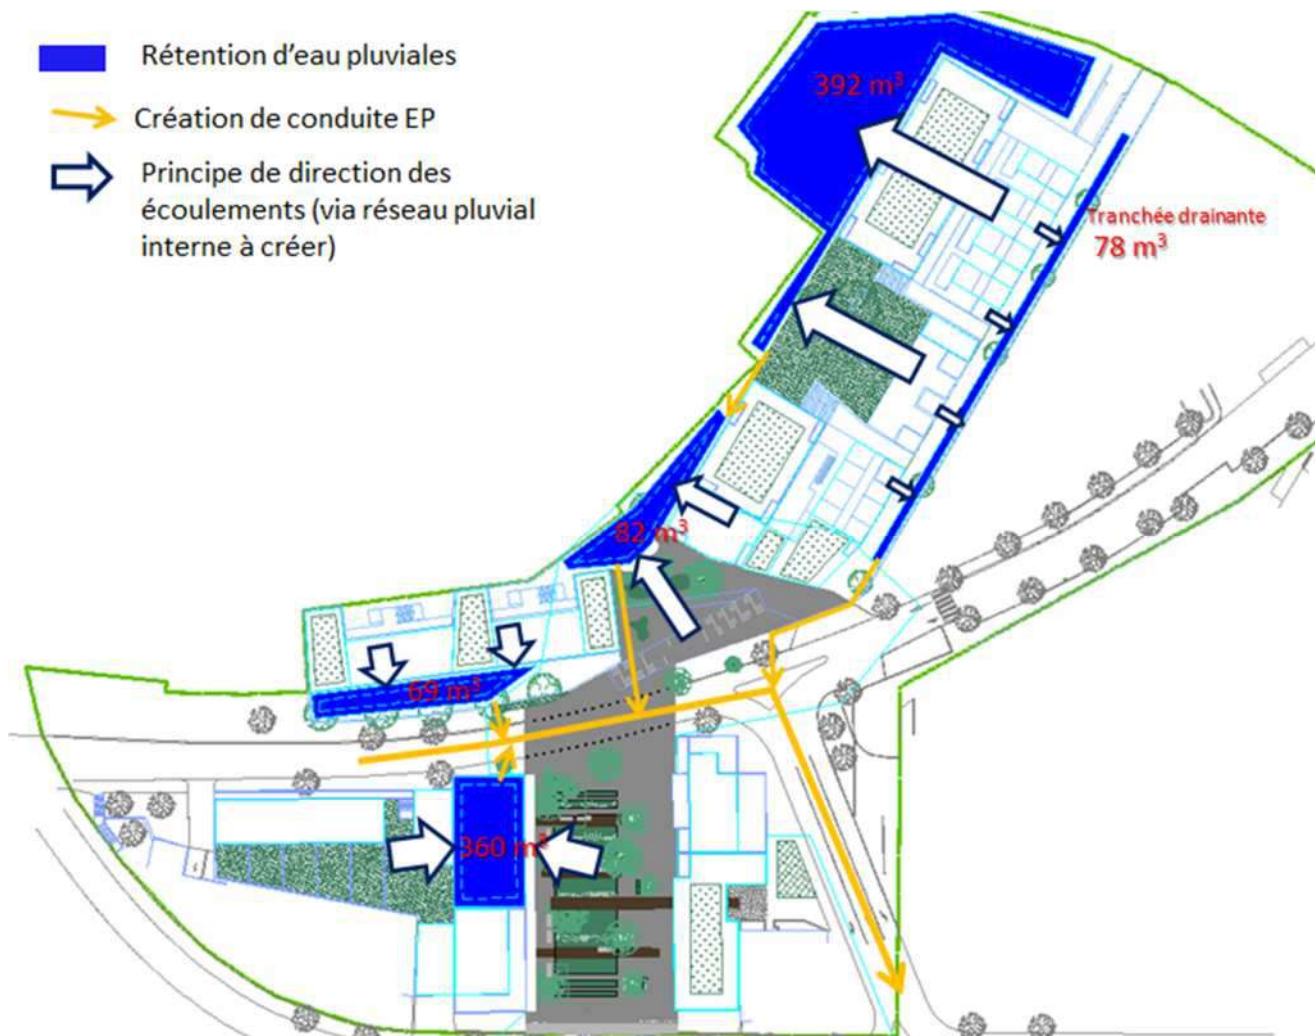 Rétention d'eau pluviales
Création de conduite EP
Principe de direction des
écoulements (via réseau pluvial
interne à créer)
392 m³
Tranchée drainante
78 m³
82 m³
69 m³
360 m³